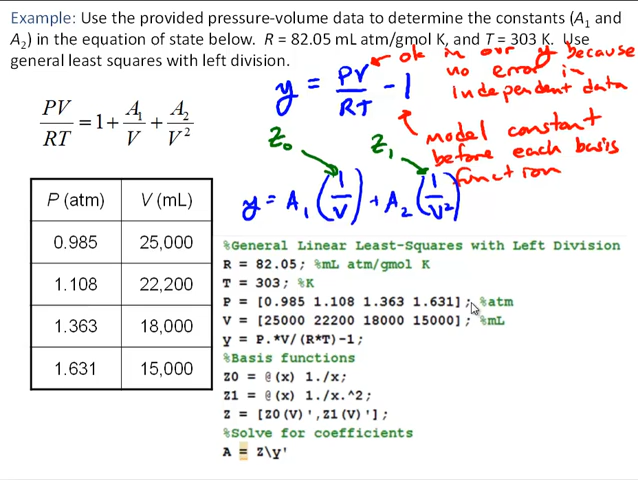 Example: Use the provided pressure-volume data to determine the constants (A₁ and
A₂) in the equation of state below. R = 82.05 mL atm/gmol K, and T = 303 K. Use
general least squares with left division.
ok in our y because
no error in
independent data
y = PV/RT - 1
PV/RT = 1 + A₁/V + A₂/V²
model constant
before each basis
function
Z₀ Z₁
y = A₁ (1/V) + A₂ (1/V²)
P (atm) V (mL)
0.985 25,000
1.108 22,200
1.363 18,000
1.631 15,000
%General Linear Least-Squares with Left Division
R = 82.05; %mL atm/gmol K
T = 303; %K
P = [0.985 1.108 1.363 1.631]; %atm
V = [25000 22200 18000 15000]; %mL
y = P.*V/(R*T)-1;
%Basis functions
Z0 = @(x) 1./x;
Z1 = @(x) 1./x.^2;
Z = [Z0(V)',Z1(V)'];
%Solve for coefficients
A = Z\y'